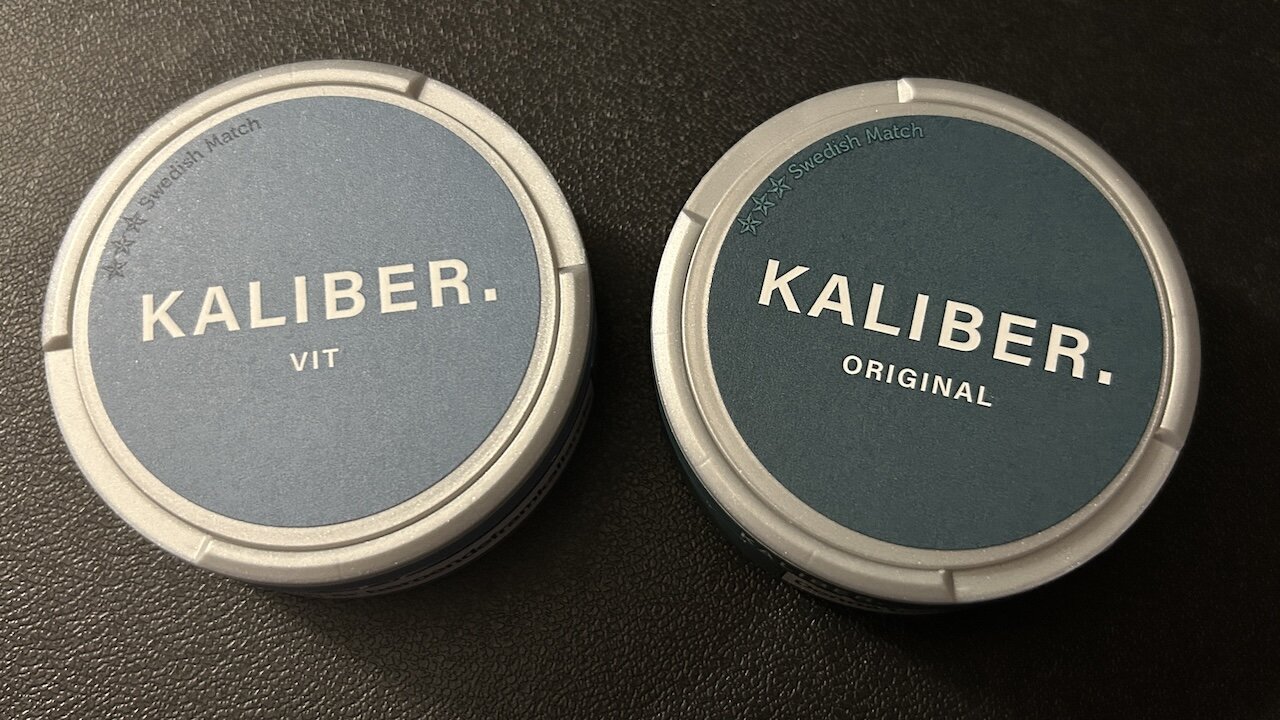 Swedish Match
KALIBER.
VIT
Swedish Match
KALIBER.
ORIGINAL